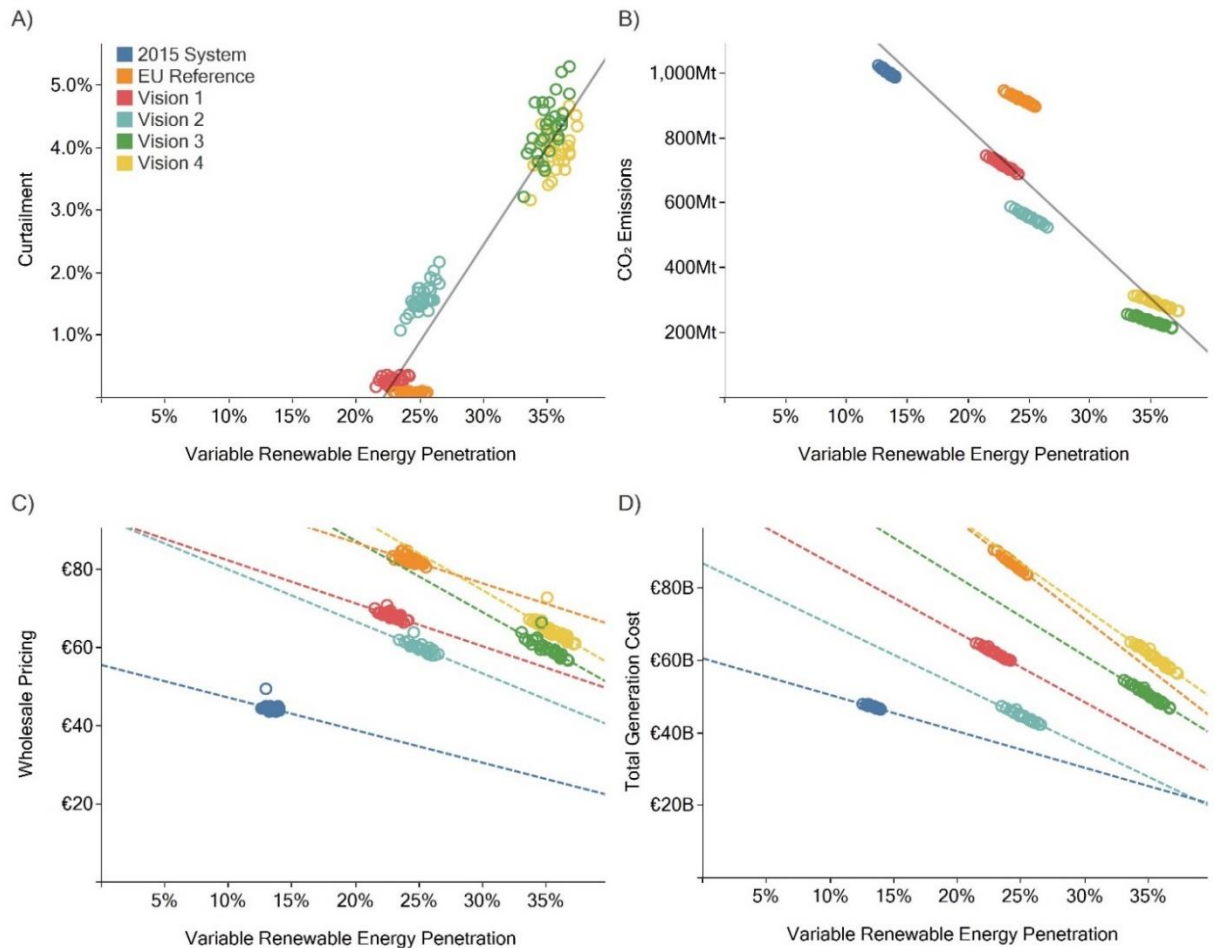 A)
2015 System
EU Reference
Vision 1
Vision 2
Vision 3
Vision 4
5.0%
4.0%
3.0%
2.0%
1.0%
Curtailment
5% 10% 15% 20% 25% 30% 35%
Variable Renewable Energy Penetration
B)
1,000Mt
800Mt
600Mt
400Mt
200Mt
CO₂ Emissions
5% 10% 15% 20% 25% 30% 35%
Variable Renewable Energy Penetration
C)
€80
€60
€40
€20
Wholesale Pricing
5% 10% 15% 20% 25% 30% 35%
Variable Renewable Energy Penetration
D)
€80B
€60B
€40B
€20B
Total Generation Cost
5% 10% 15% 20% 25% 30% 35%
Variable Renewable Energy Penetration